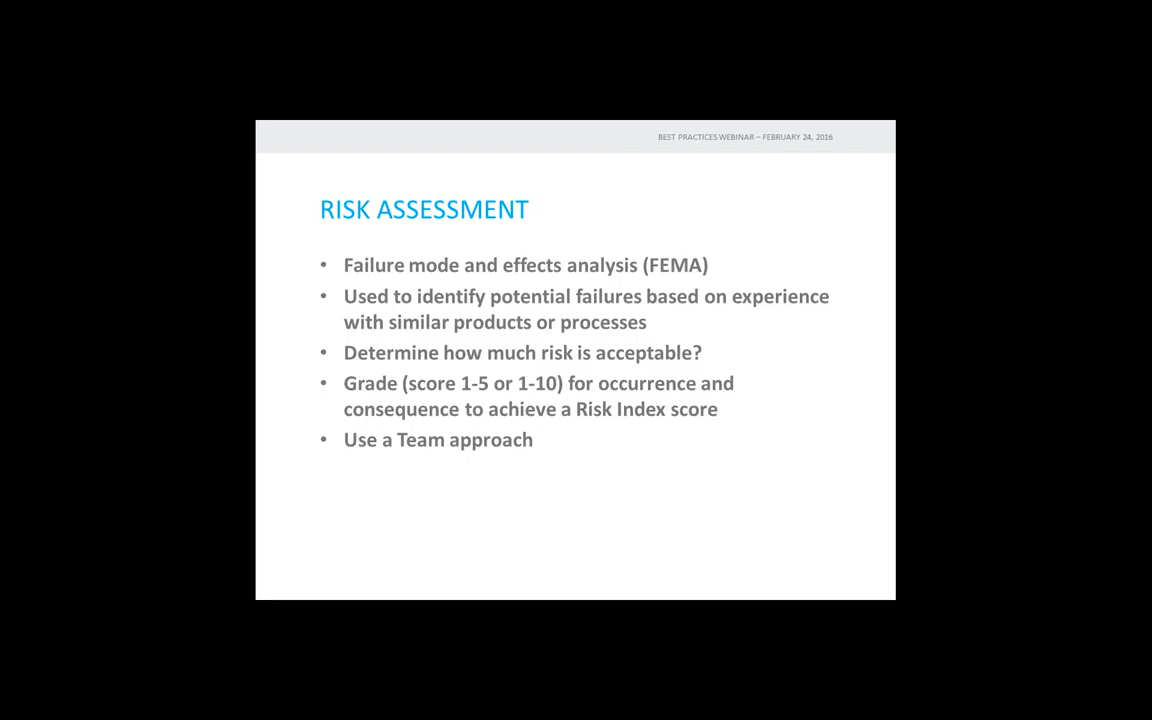 BEST PRACTICES WEBINAR – FEBRUARY 24, 2016
RISK ASSESSMENT
• Failure mode and effects analysis (FEMA)
• Used to identify potential failures based on experience
with similar products or processes
• Determine how much risk is acceptable?
• Grade (score 1-5 or 1-10) for occurrence and
consequence to achieve a Risk Index score
• Use a Team approach